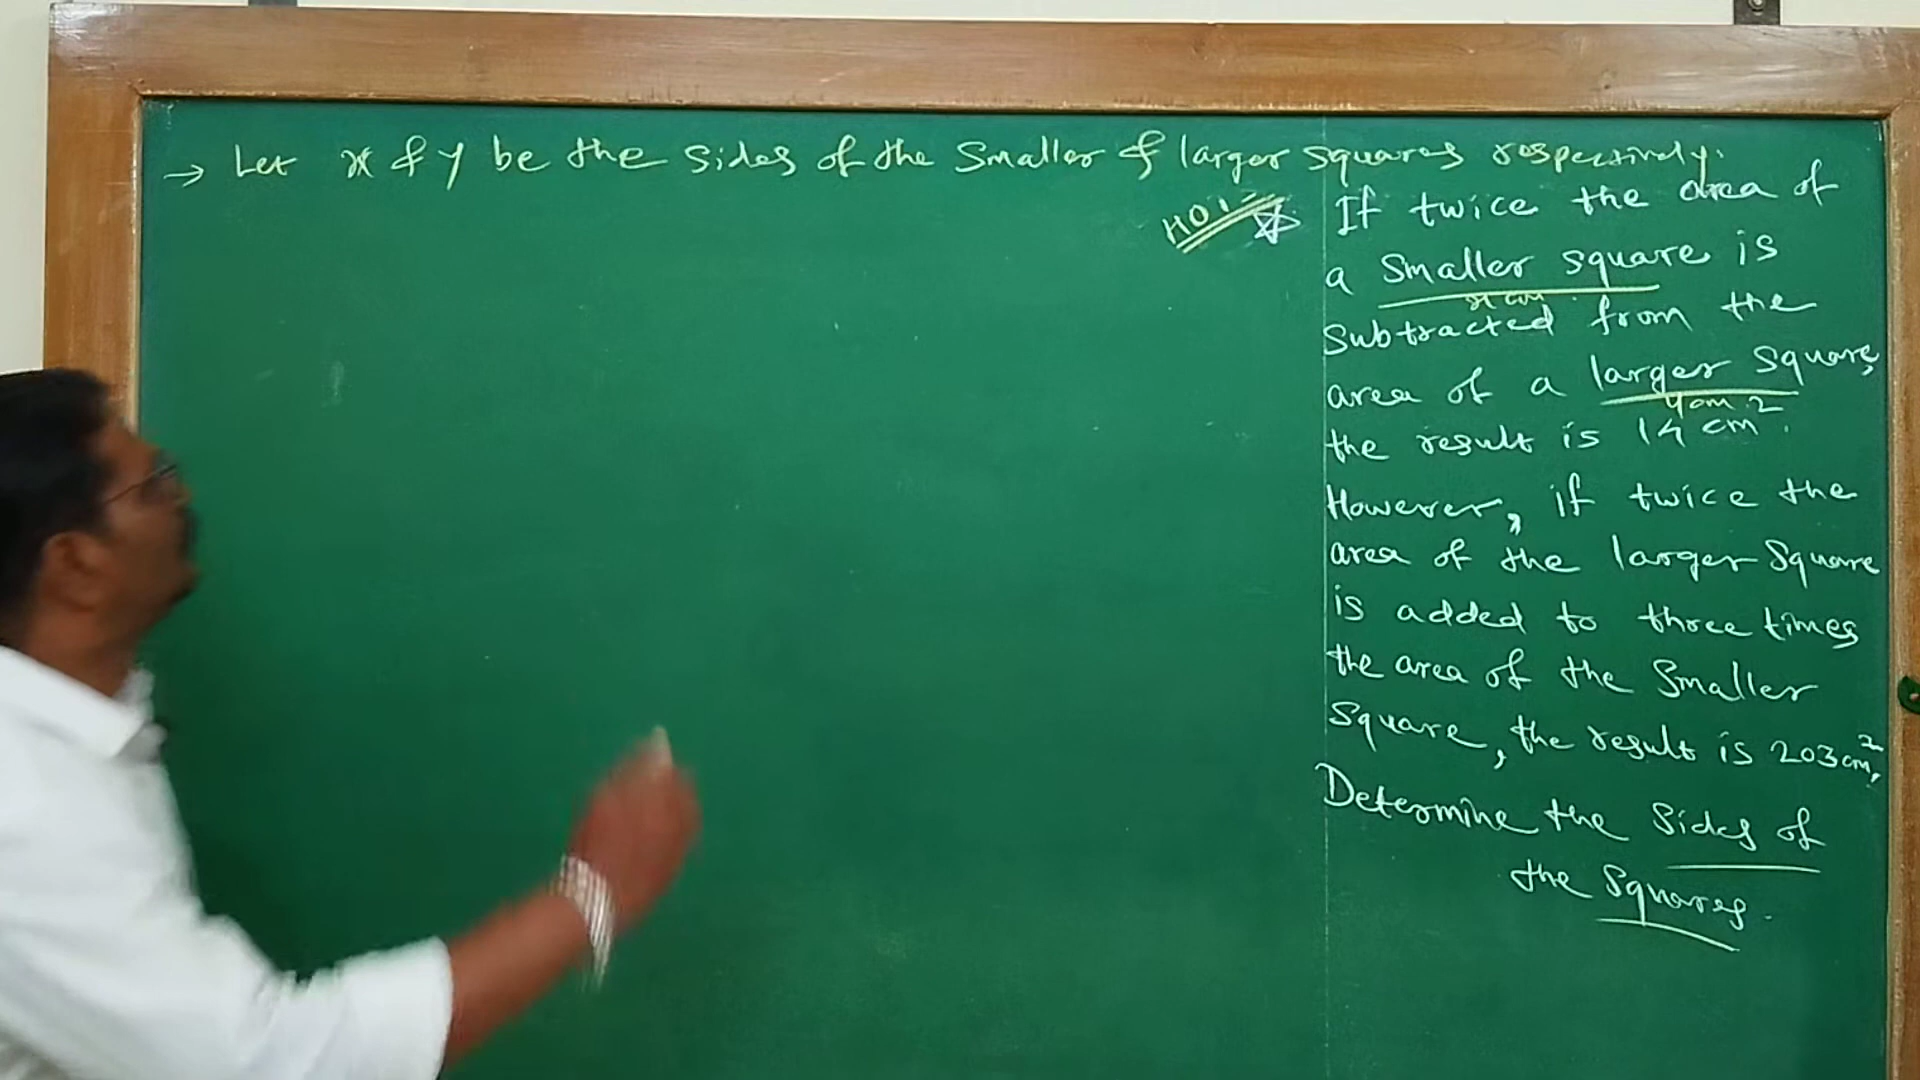 → Let x & y be the sides of the smaller & larger squares respectively.
HOTS ☆ If twice the area of
a smaller square is
x cm
subtracted from the
area of a larger square,
y cm
the result is 14 cm².
However, if twice the
area of the larger square
is added to three times
the area of the smaller
square, the result is 203 cm².
Determine the sides of
the squares.